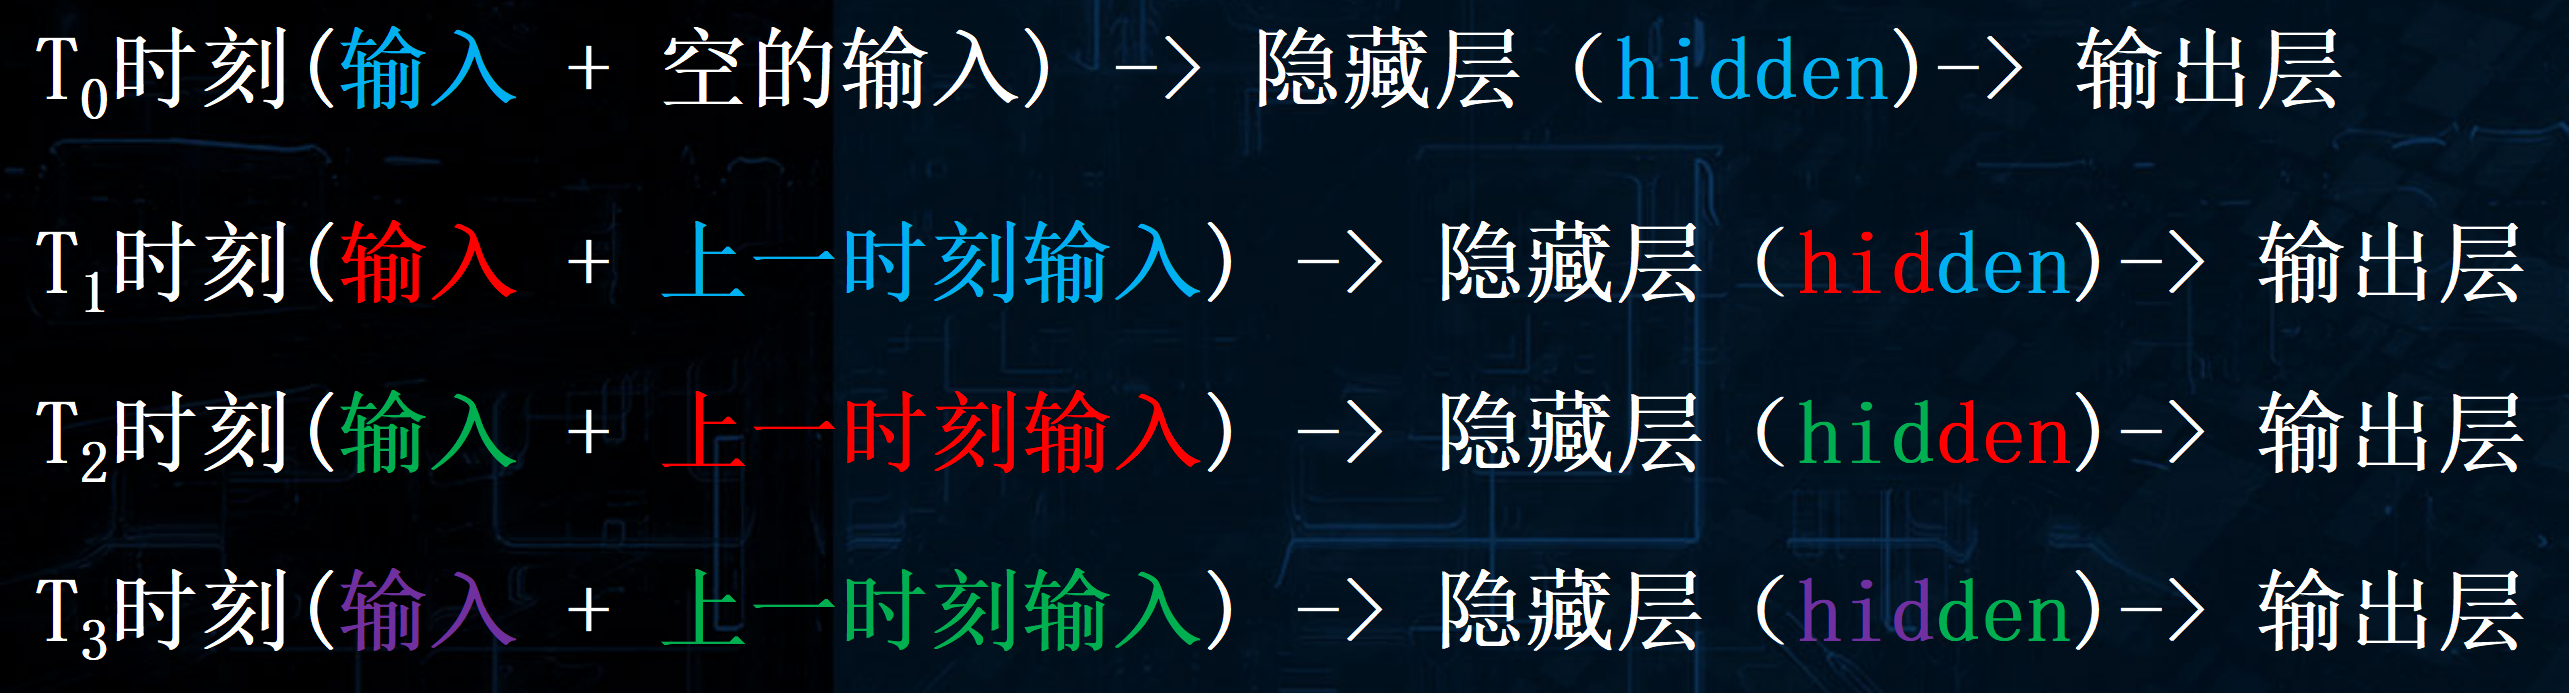 T₀时刻(输入 + 空的输入) -> 隐藏层（hidden)-> 输出层
T₁时刻(输入 + 上一时刻输入) -> 隐藏层（hidden)-> 输出层
T₂时刻(输入 + 上一时刻输入) -> 隐藏层（hidden)-> 输出层
T₃时刻(输入 + 上一时刻输入) -> 隐藏层（hidden)-> 输出层